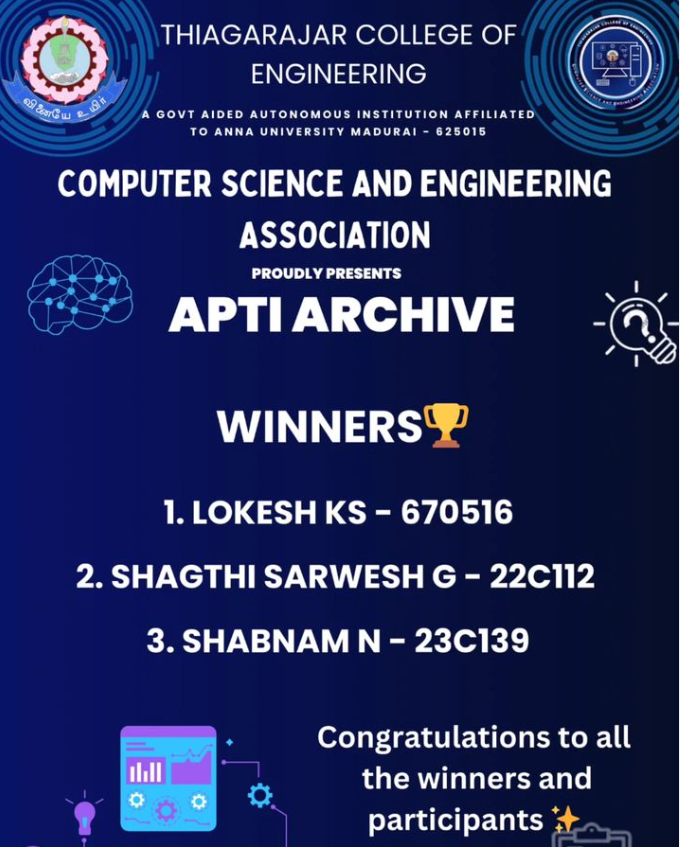 THIAGARAJAR COLLEGE OF
ENGINEERING
A GOVT AIDED AUTONOMOUS INSTITUTION AFFILIATED
TO ANNA UNIVERSITY MADURAI - 625015
வினையே உயிர்
COMPUTER SCIENCE AND ENGINEERING
ASSOCIATION
PROUDLY PRESENTS
APTI ARCHIVE
WINNERS🏆
1. LOKESH KS - 670516
2. SHAGTHI SARWESH G - 22C112
3. SHABNAM N - 23C139
Congratulations to all
the winners and
participants ✨